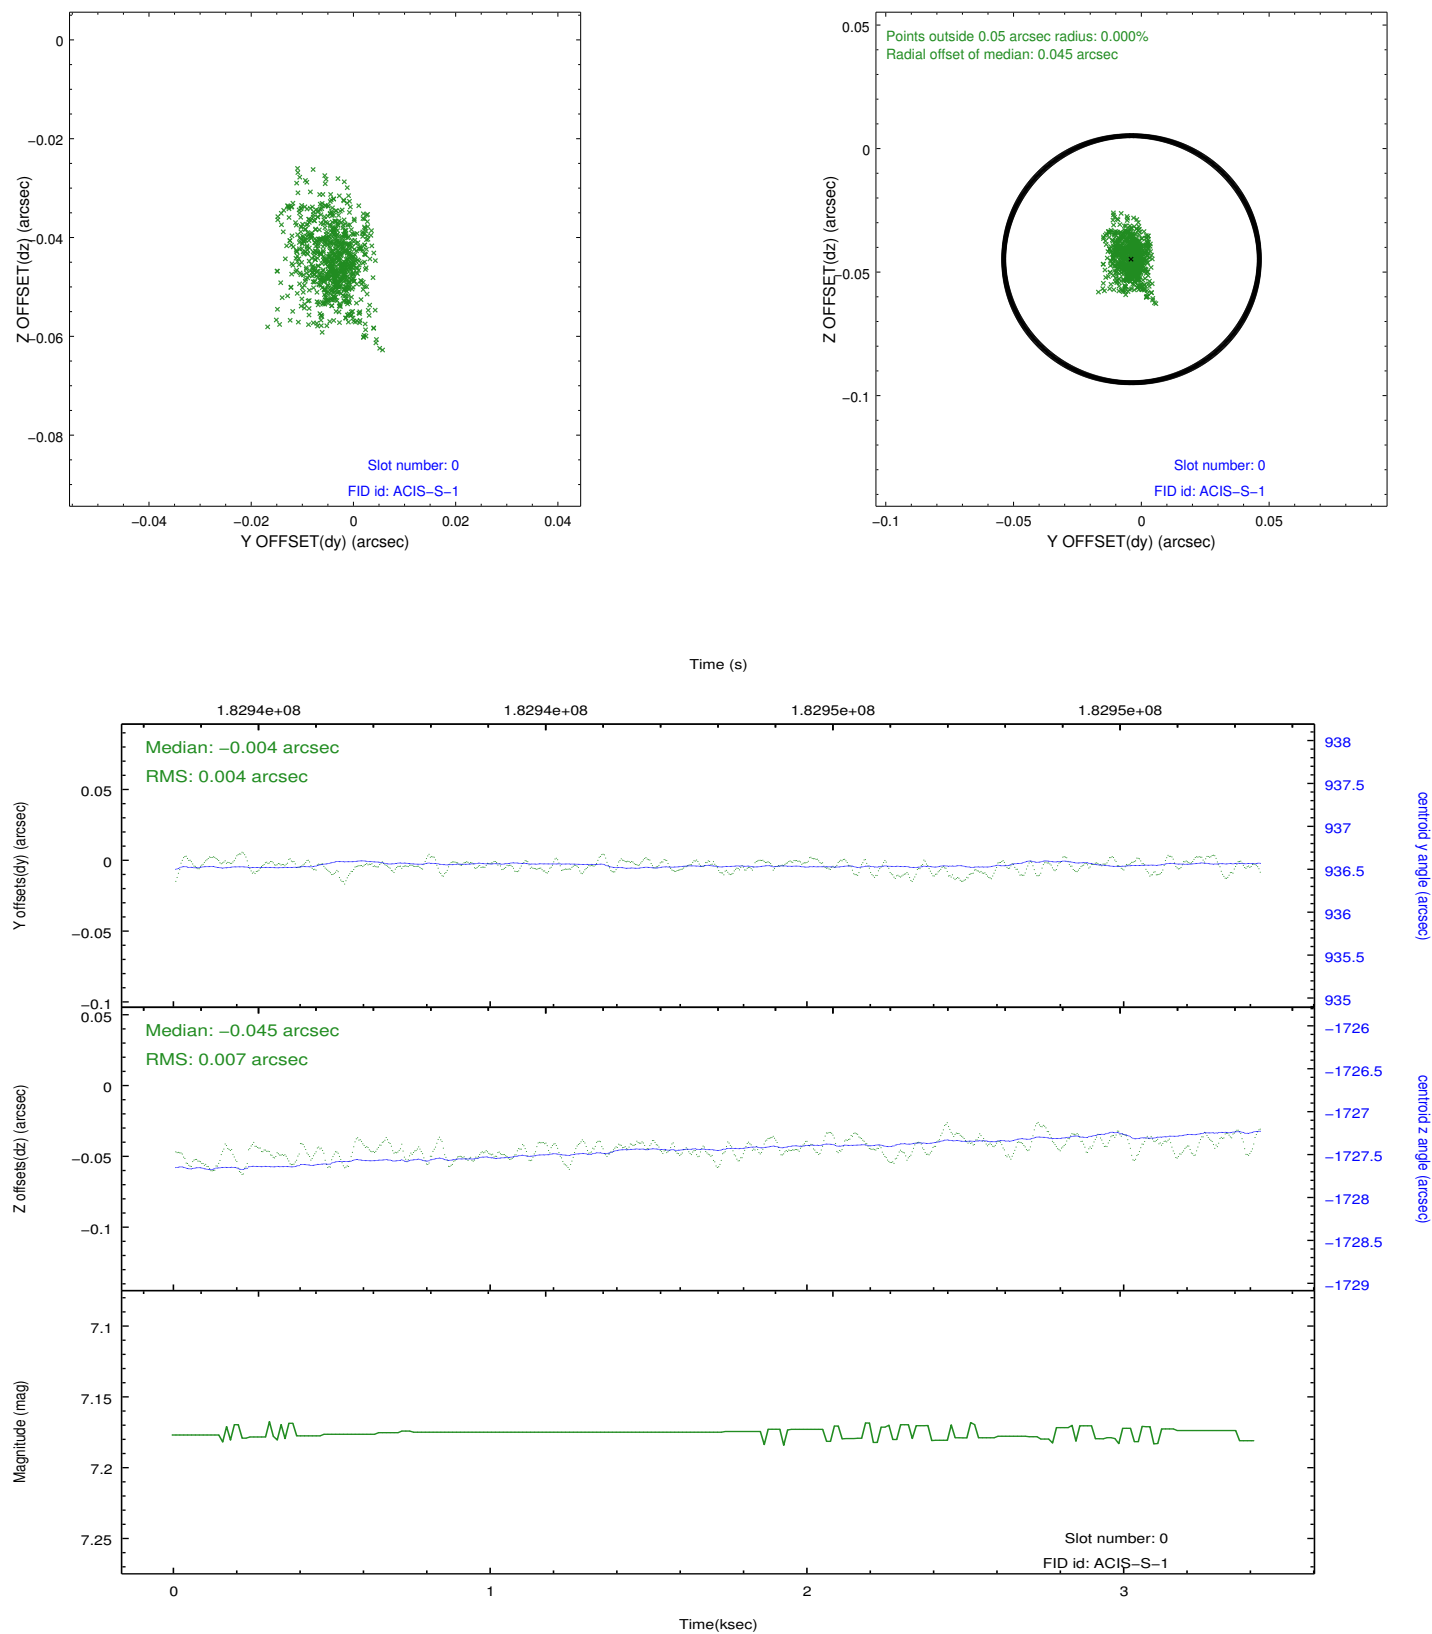 0
−0.02
−0.04
−0.06
−0.08
Z OFFSET(dz) (arcsec)
Slot number: 0
FID id: ACIS−S−1
−0.04
−0.02
0
0.02
0.04
Y OFFSET(dy) (arcsec)
Points outside 0.05 arcsec radius: 0.000%
Radial offset of median: 0.045 arcsec
0.05
0
−0.05
−0.1
Z OFFSET(dz) (arcsec)
Slot number: 0
FID id: ACIS−S−1
−0.1
−0.05
0
0.05
Y OFFSET(dy) (arcsec)
Time (s)
1.8294e+08
1.8294e+08
1.8295e+08
1.8295e+08
Median: −0.004 arcsec
RMS: 0.004 arcsec
0.05
0
−0.05
−0.1
Y offsets(dy) (arcsec)
938
937.5
937
936.5
936
935.5
935
centroid y angle (arcsec)
Median: −0.045 arcsec
RMS: 0.007 arcsec
0.05
0
−0.05
−0.1
Z offsets(dz) (arcsec)
−1726
−1726.5
−1727
−1727.5
−1728
−1728.5
−1729
centroid z angle (arcsec)
7.1
7.15
7.2
7.25
Magnitude (mag)
Slot number: 0
FID id: ACIS−S−1
0
1
2
3
Time(ksec)